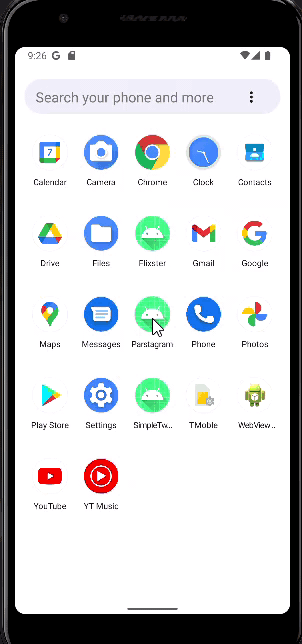 9:26
Search your phone and more
7
Calendar Camera Chrome Clock Contacts
Drive Files Flixster Gmail Google
Maps Messages Parstagram Phone Photos
Play Store Settings SimpleTw... TMoble WebView...
YouTube YT Music